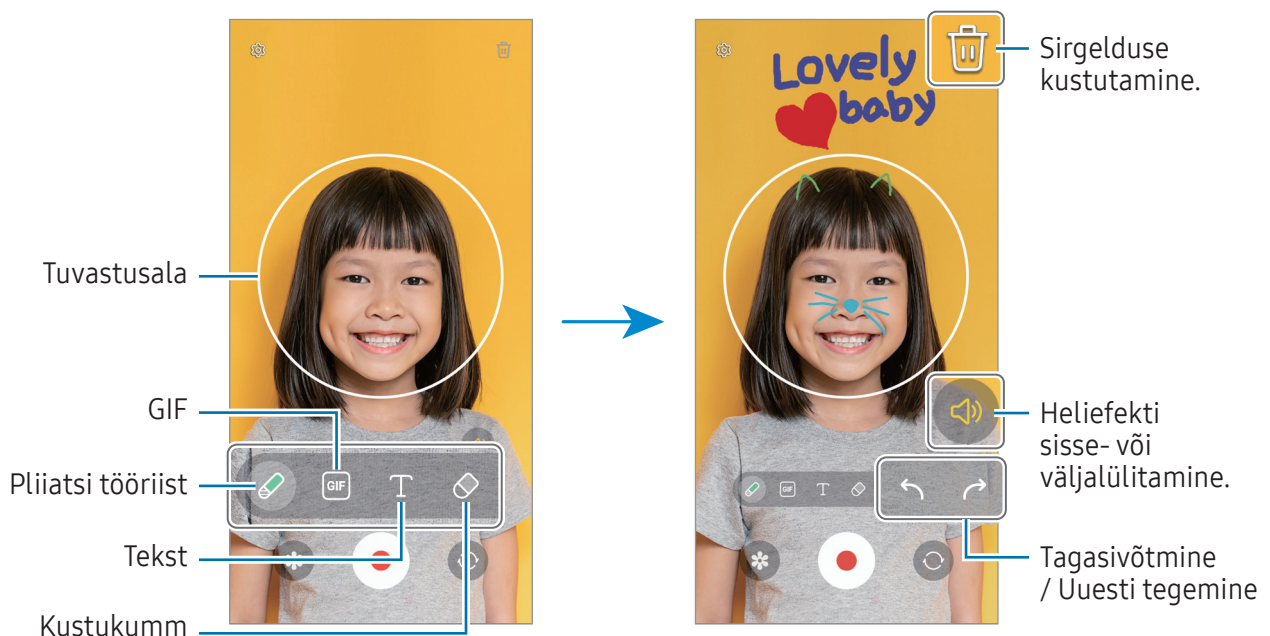 Lovely
baby
Sirgelduse
kustutamine.
Tuvastusala
GIF
Heliefekti
sisse- või
väljalülitamine.
Pliiatsi tööriist
GIF
T
GIF
T
Tekst
Tagasivõtmine
/ Uuesti tegemine
Kustukumm